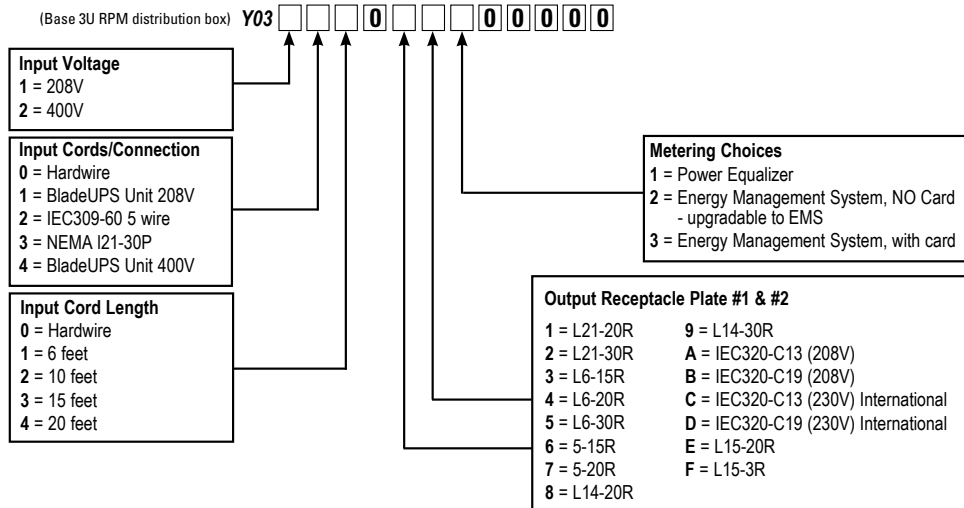 (Base 3U RPM distribution box) Y03 0 0 0 0 0 0
Input Voltage
1 = 208V
2 = 400V
Input Cords/Connection
0 = Hardwire
1 = BladeUPS Unit 208V
2 = IEC309-60 5 wire
3 = NEMA l21-30P
4 = BladeUPS Unit 400V
Input Cord Length
0 = Hardwire
1 = 6 feet
2 = 10 feet
3 = 15 feet
4 = 20 feet
Metering Choices
1 = Power Equalizer
2 = Energy Management System, NO Card
- upgradable to EMS
3 = Energy Management System, with card
Output Receptacle Plate #1 & #2
1 = L21-20R
2 = L21-30R
3 = L6-15R
4 = L6-20R
5 = L6-30R
6 = 5-15R
7 = 5-20R
8 = L14-20R
9 = L14-30R
A = IEC320-C13 (208V)
B = IEC320-C19 (208V)
C = IEC320-C13 (230V) International
D = IEC320-C19 (230V) International
E = L15-20R
F = L15-3R